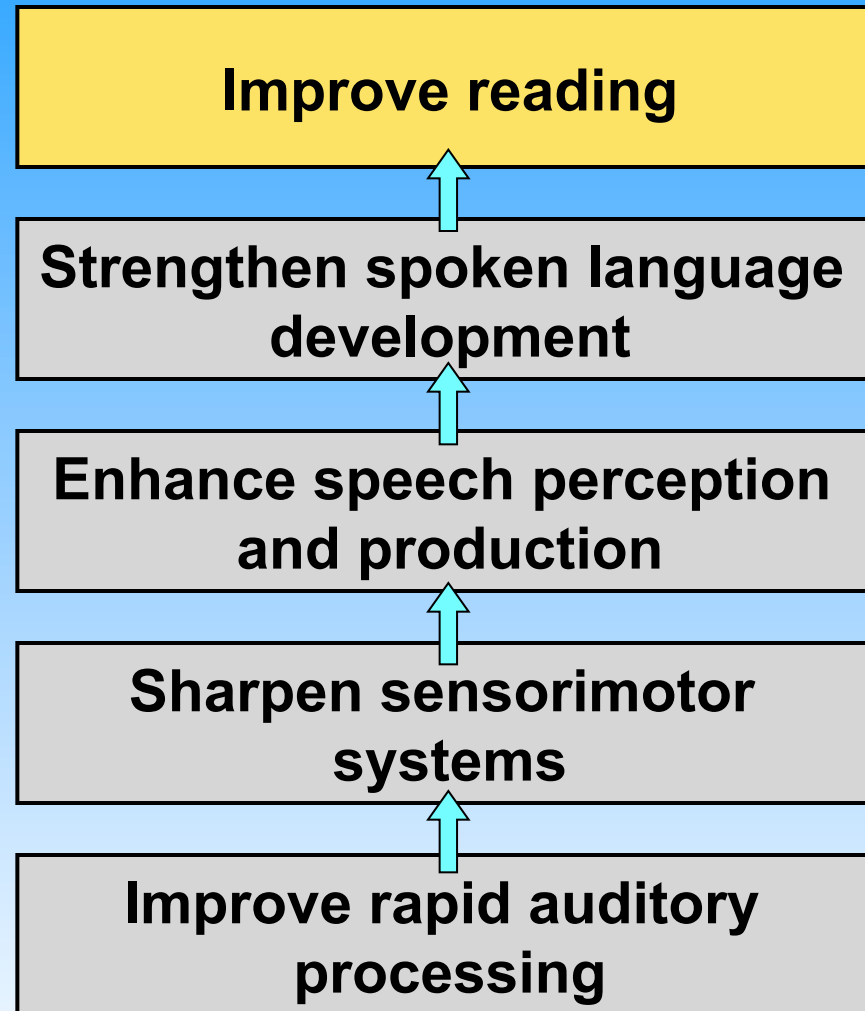 Improve reading
Strengthen spoken language
development
Enhance speech perception
and production
Sharpen sensorimotor
systems
Improve rapid auditory
processing